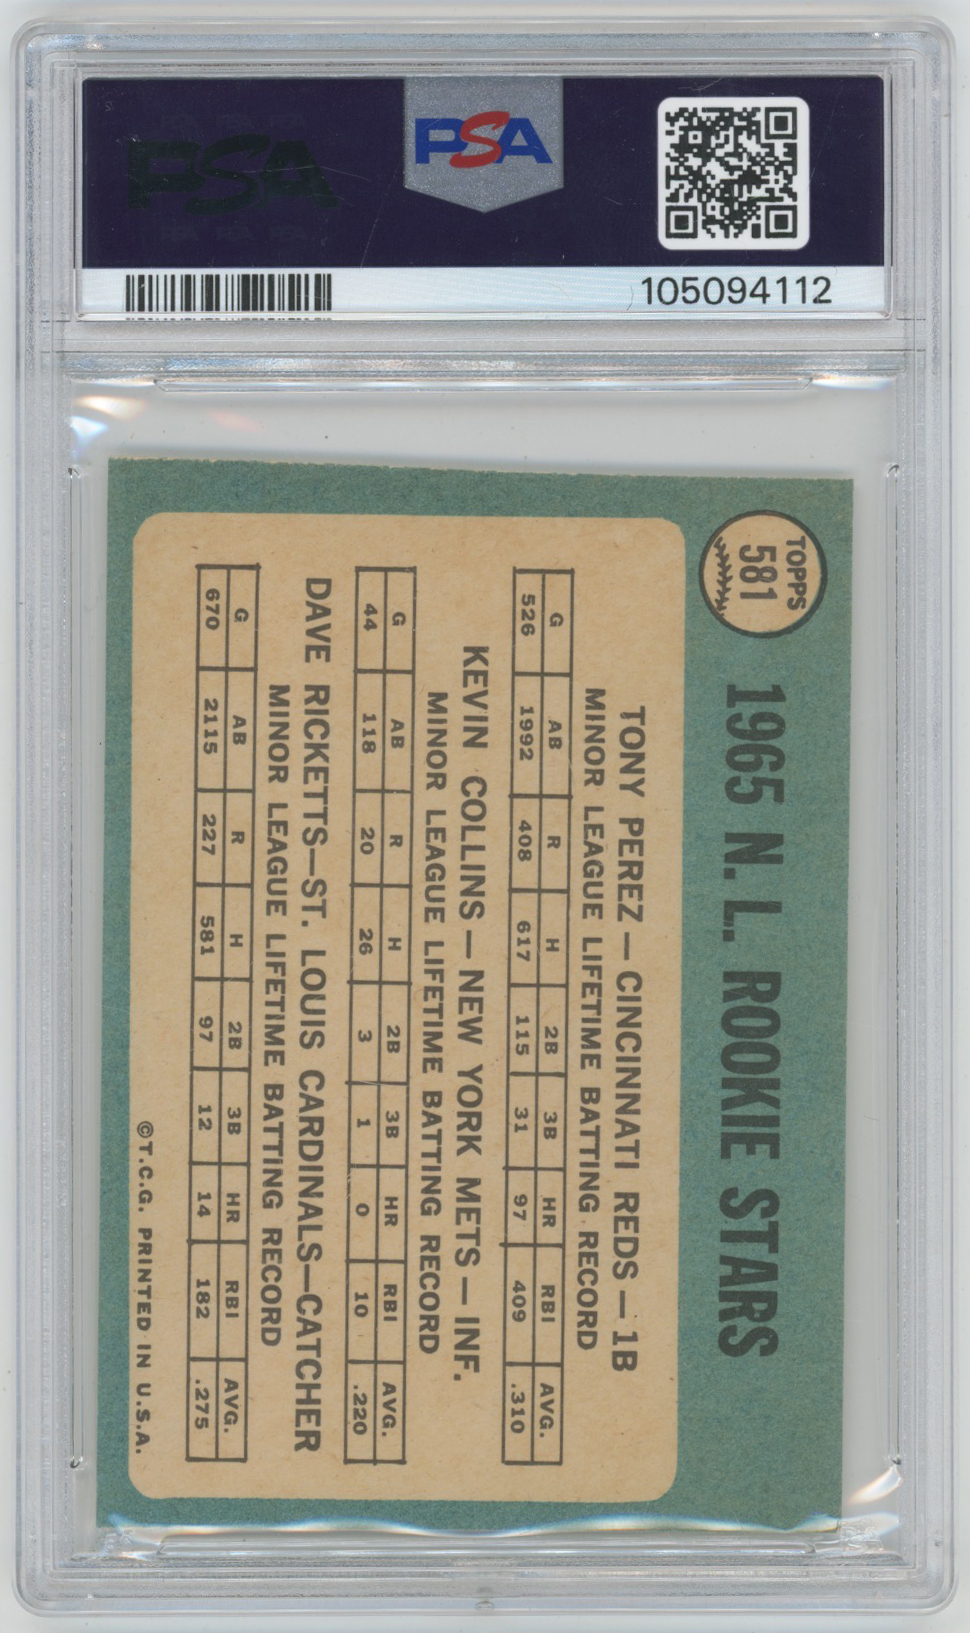 PSA
PSA
105094112
TOPPS
581
1965 N. L. ROOKIE STARS
TONY PEREZ — CINCINNATI REDS — 1B
MINOR LEAGUE LIFETIME BATTING RECORD
G AB R H 2B 3B HR RBI AVG.
526 1992 408 617 115 31 97 409 .310
KEVIN COLLINS — NEW YORK METS — INF.
MINOR LEAGUE LIFETIME BATTING RECORD
G AB R H 2B 3B HR RBI AVG.
44 118 20 26 3 1 0 10 .220
DAVE RICKETTS—ST. LOUIS CARDINALS—CATCHER
MINOR LEAGUE LIFETIME BATTING RECORD
G AB R H 2B 3B HR RBI AVG.
670 2115 227 581 97 12 14 182 .275
©T.C.G. PRINTED IN U.S.A.